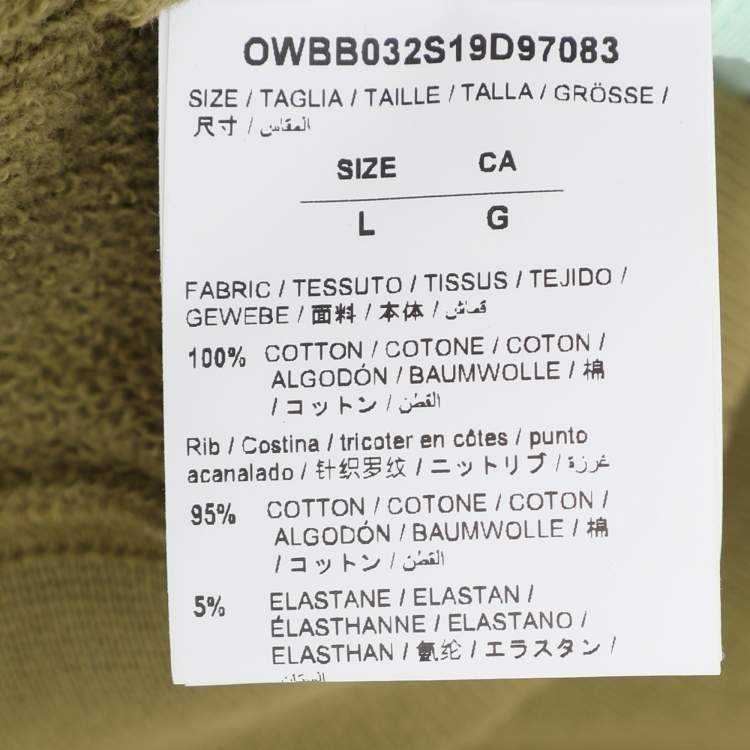 OWBB032S19D97083
SIZE / TAGLIA / TAILLE / TALLA / GRÖSSE /
尺寸 / المقاس
SIZE CA
L G
FABRIC / TESSUTO / TISSUS / TEJIDO /
GEWEBE / 面料 / 本体 / قماش
100% COTTON / COTONE / COTON /
ALGODÓN / BAUMWOLLE / 棉
/ コットン / القطن
Rib / Costina / tricoter en côtes / punto
acanalado / 针织罗纹 / ニットリブ / غرزة
95% COTTON / COTONE / COTON /
ALGODÓN / BAUMWOLLE / 棉
/ コットン / القطن
5% ELASTANE / ELASTAN /
ÉLASTHANNE / ELASTANO /
ELASTHAN / 氨纶 / エラスタン /